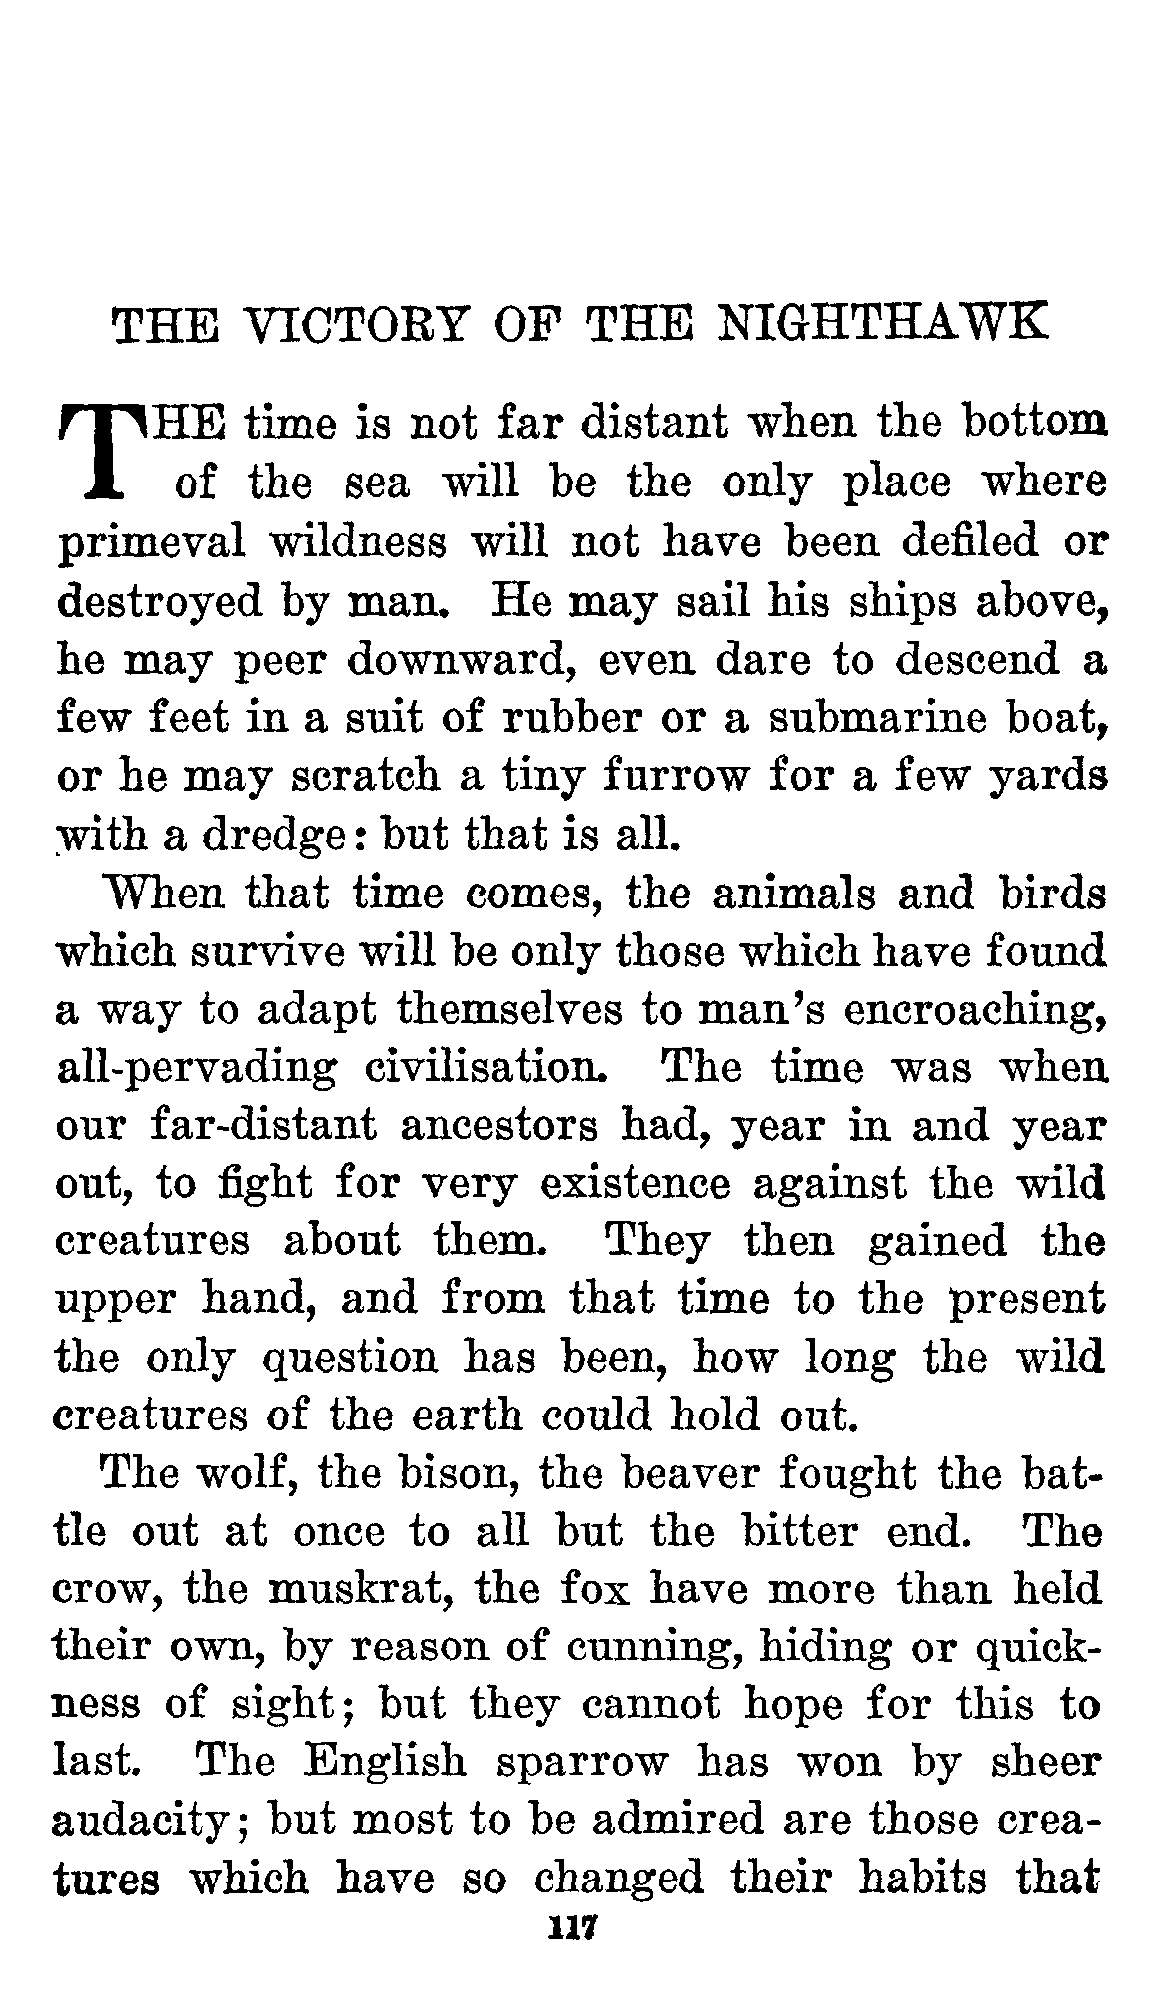 THE VICTORY OF THE NIGHTHAWK
THE time is not far distant when the bottom
of the sea will be the only place where
primeval wildness will not have been defiled or
destroyed by man. He may sail his ships above,
he may peer downward, even dare to descend a
few feet in a suit of rubber or a submarine boat,
or he may scratch a tiny furrow for a few yards
with a dredge: but that is all.
When that time comes, the animals and birds
which survive will be only those which have found
a way to adapt themselves to man's encroaching,
all-pervading civilisation. The time was when
our far-distant ancestors had, year in and year
out, to fight for very existence against the wild
creatures about them. They then gained the
upper hand, and from that time to the present
the only question has been, how long the wild
creatures of the earth could hold out.
The wolf, the bison, the beaver fought the bat-
tle out at once to all but the bitter end. The
crow, the muskrat, the fox have more than held
their own, by reason of cunning, hiding or quick-
ness of sight; but they cannot hope for this to
last. The English sparrow has won by sheer
audacity; but most to be admired are those crea-
tures which have so changed their habits that
117